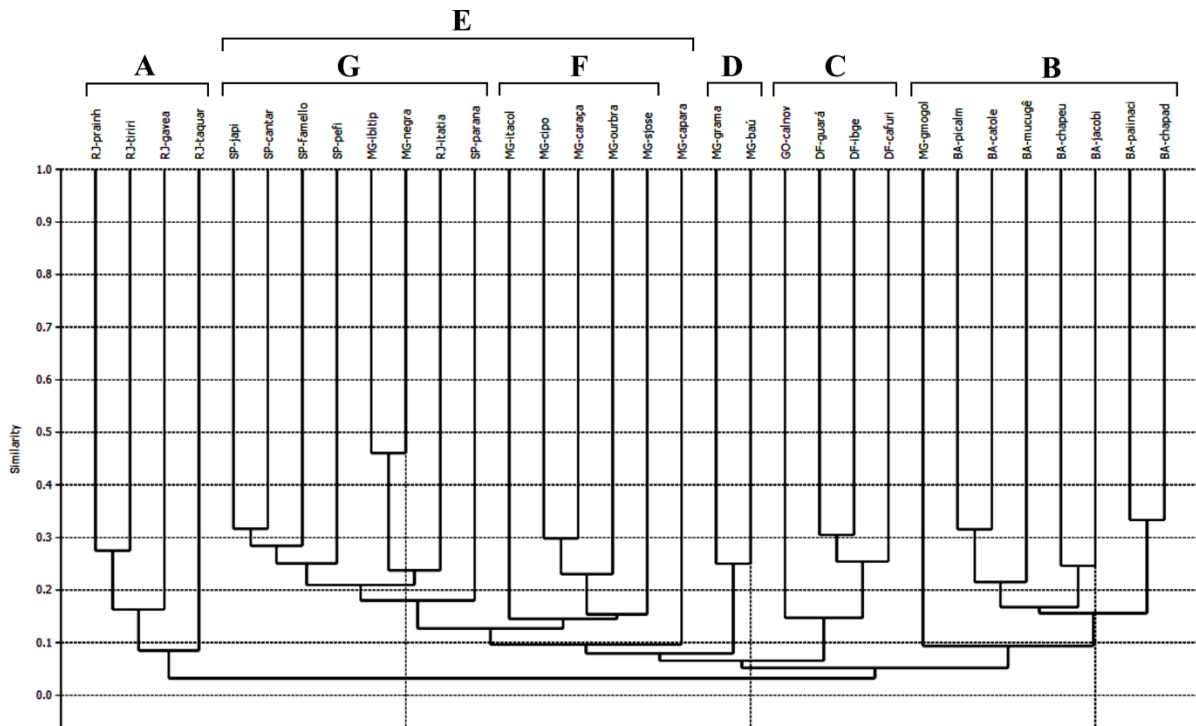 E
A G F D C B
RJ-prainh
RJ-tiriri
RJ-gavea
RJ-taquar
SP-japi
SP-cantar
SP-famello
SP-pefi
MG-ibitip
MG-negra
RJ-itatia
SP-parana
MG-itacol
MG-cipo
MG-caraça
MG-ourbra
MG-sjose
MG-capara
MG-grama
MG-baú
GO-calnov
DF-guará
DF-ibge
DF-cafuri
MG-gmogol
BA-picalm
BA-catole
BA-mucugê
BA-chapeu
BA-jacobi
BA-palinaci
BA-chapad
1.0
0.9
0.8
0.7
0.6
0.5
0.4
0.3
0.2
0.1
0.0
Similarity